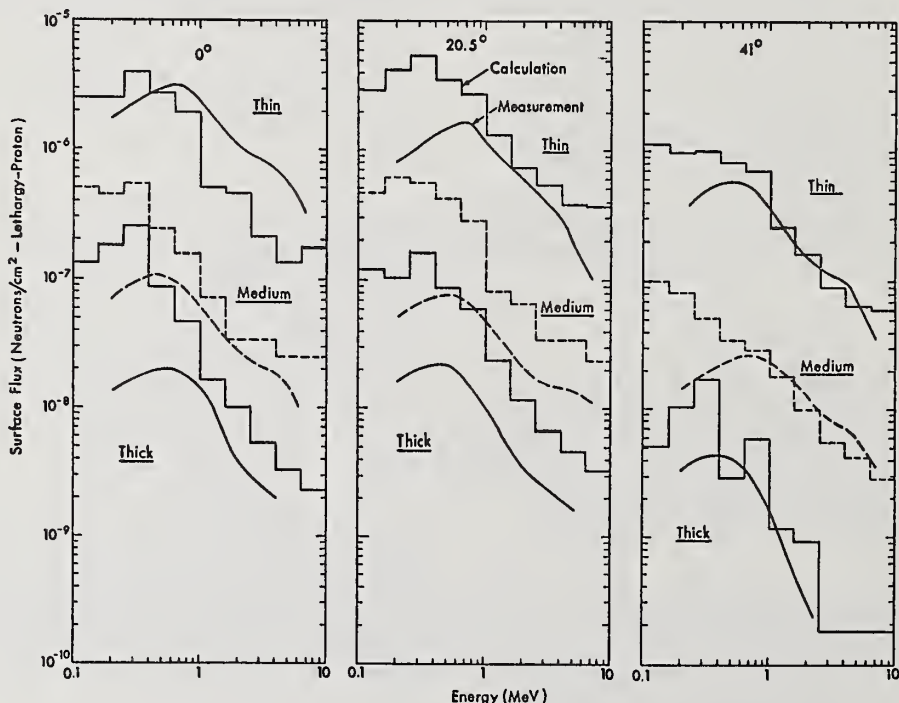 10⁻⁵
10⁻⁶
10⁻⁷
10⁻⁸
10⁻⁹
10⁻¹⁰
Surface Flux (Neutrons/cm² – Lethargy-Proton)
0°
Thin
Medium
Thick
0.1
1
10
20.5°
Calculation
Measurement
Thin
Medium
Thick
0.1
1
10
41°
Thin
Medium
Thick
0.1
1
10
Energy (MeV)